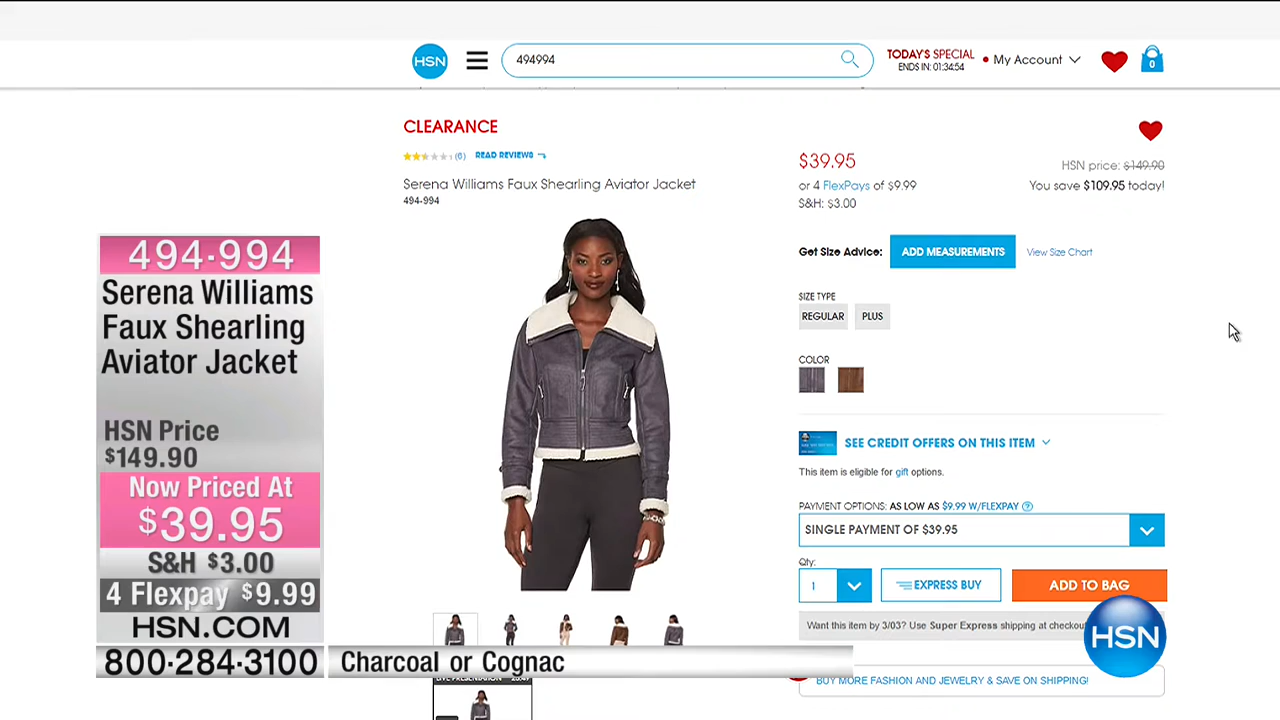 HSN
494994
TODAY'S SPECIAL
ENDS IN: 01:34:54
My Account
0
CLEARANCE
(6) READ REVIEWS
Serena Williams Faux Shearling Aviator Jacket
494-994
$39.95
or 4 FlexPays of $9.99
S&H: $3.00
HSN price: $149.90
You save $109.95 today!
Get Size Advice: ADD MEASUREMENTS View Size Chart
SIZE TYPE
REGULAR PLUS
COLOR
SEE CREDIT OFFERS ON THIS ITEM
This item is eligible for gift options.
PAYMENT OPTIONS: AS LOW AS $9.99 W/FLEXPAY ?
SINGLE PAYMENT OF $39.95
Qty:
1 EXPRESS BUY ADD TO BAG
Want this item by 3/03? Use Super Express shipping at checkout
BUY MORE FASHION AND JEWELRY & SAVE ON SHIPPING!
494·994
Serena Williams
Faux Shearling
Aviator Jacket
HSN Price
$149.90
Now Priced At
$39.95
S&H $3.00
4 Flexpay $9.99
HSN.COM
800·284·3100
Charcoal or Cognac
HSN